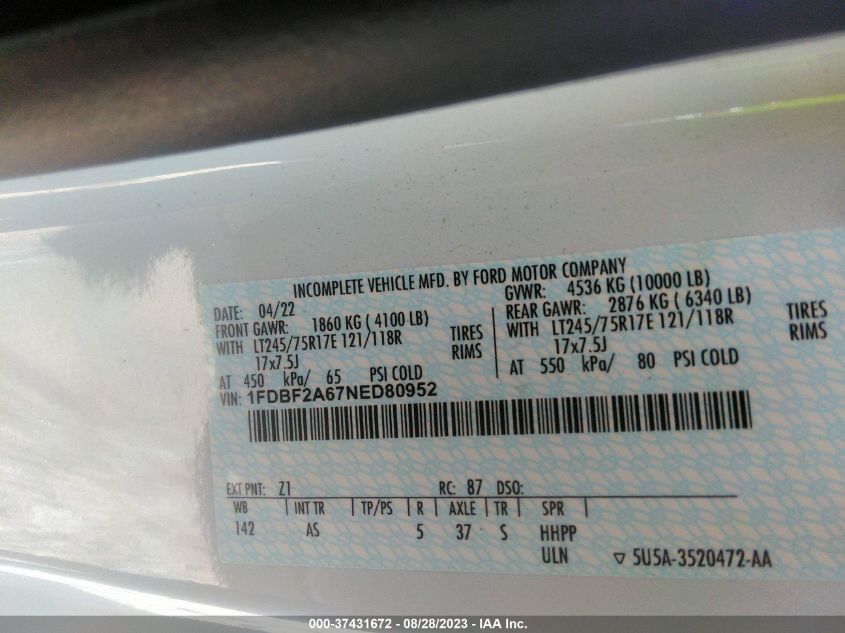 INCOMPLETE VEHICLE MFD. BY FORD MOTOR COMPANY
DATE: 04/22
FRONT GAWR: 1860 KG ( 4100 LB)
WITH LT245/75R17E 121/118R TIRES
17x7.5J RIMS
AT 450 kPa/ 65 PSI COLD
GVWR: 4536 KG (10000 LB)
REAR GAWR: 2876 KG ( 6340 LB)
WITH LT245/75R17E 121/118R TIRES
17x7.5J RIMS
AT 550 kPa/ 80 PSI COLD
VIN: 1FDBF2A67NED80952
EXT PNT: Z1 RC: 87 DSO:
WB INT TR TP/PS R AXLE TR SPR
142 AS 5 37 S HHPP
ULN ▽ 5U5A-3520472-AA
000-37431672 / 08/28/2023 - IAA Inc.